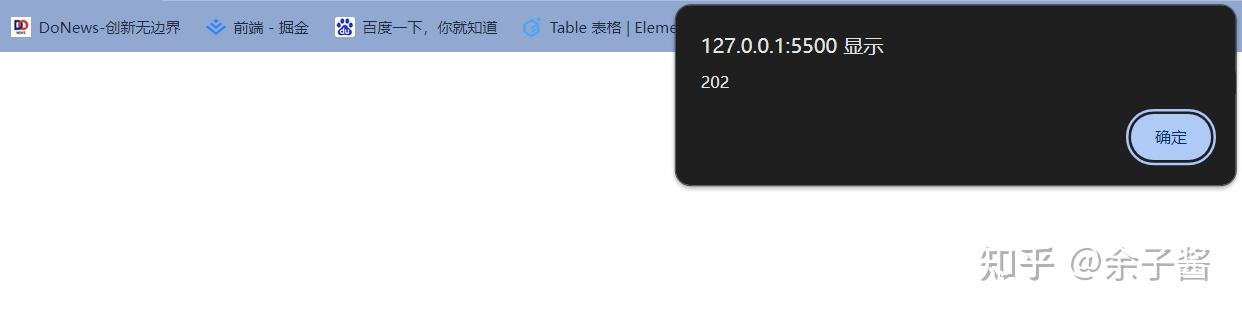 DoNews-创新无边界 前端 - 掘金 百度一下，你就知道 Table 表格 | Eleme
127.0.0.1:5500 显示
202
确定
知乎 @余子酱